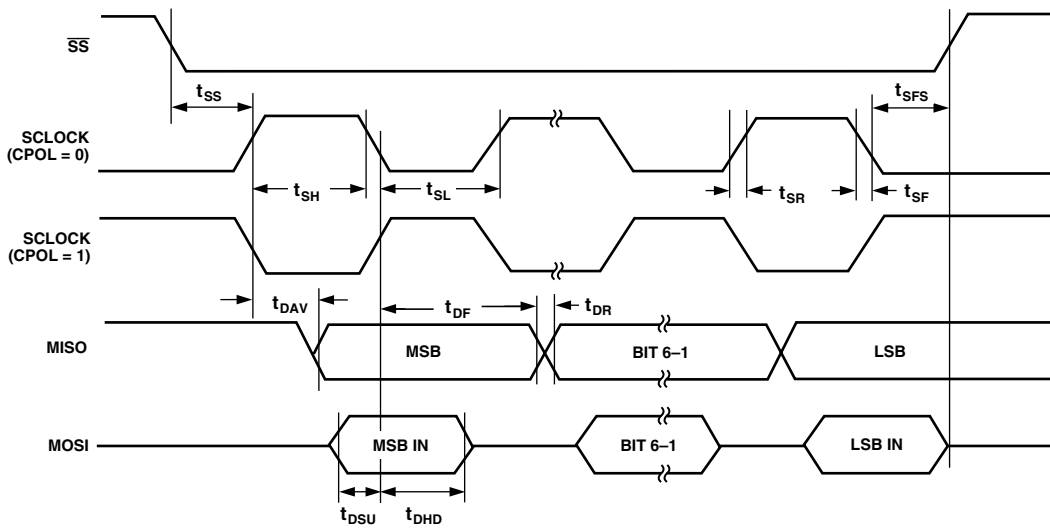 SS
tSS
tSFS
SCLOCK
(CPOL = 0)
tSH
tSL
tSR
tSF
SCLOCK
(CPOL = 1)
tDAV
tDF
tDR
MISO
MSB
BIT 6–1
LSB
MOSI
MSB IN
BIT 6–1
LSB IN
tDSU
tDHD